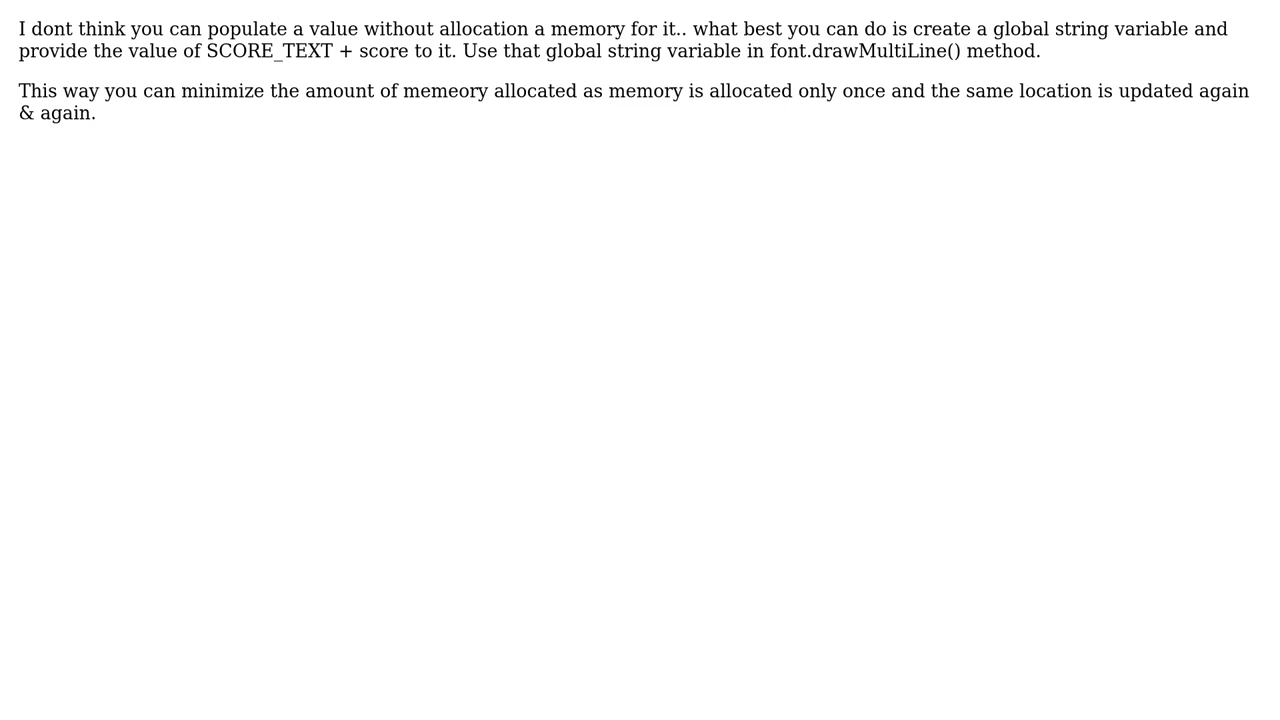 I dont think you can populate a value without allocation a memory for it.. what best you can do is create a global string variable and
provide the value of SCORE_TEXT + score to it. Use that global string variable in font.drawMultiLine() method.
This way you can minimize the amount of memeory allocated as memory is allocated only once and the same location is updated again
& again.